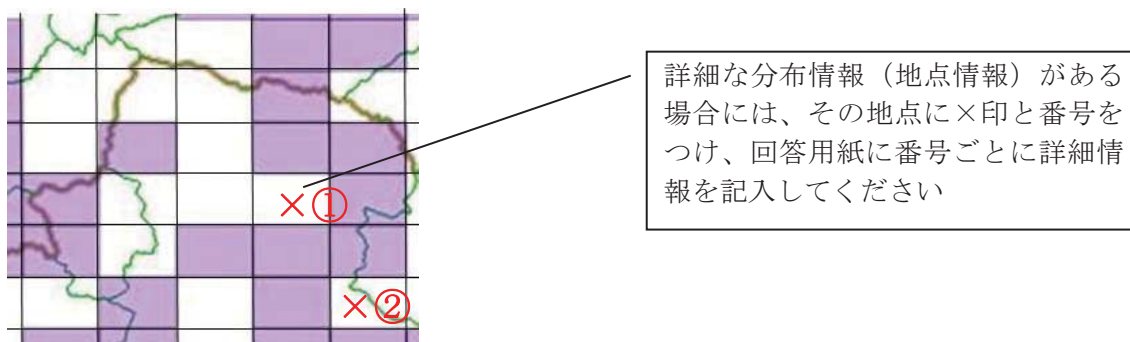 詳細な分布情報（地点情報）がある
場合には、その地点に×印と番号を
つけ、回答用紙に番号ごとに詳細情
報を記入してください
×①
×②